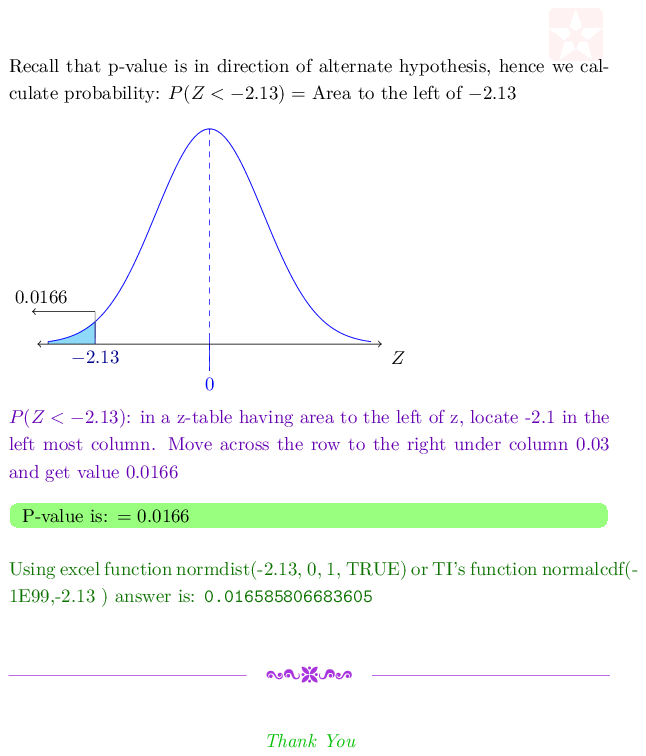 Recall that p-value is in direction of alternate hypothesis, hence we cal-
culate probability: P(Z < −2.13) = Area to the left of −2.13
0.0166
−2.13
Z
0
P(Z < −2.13): in a z-table having area to the left of z, locate -2.1 in the
left most column. Move across the row to the right under column 0.03
and get value 0.0166
P-value is: = 0.0166
Using excel function normdist(-2.13, 0, 1, TRUE) or TI's function normalcdf(-
1E99,-2.13 ) answer is: 0.016585806683605
Thank You